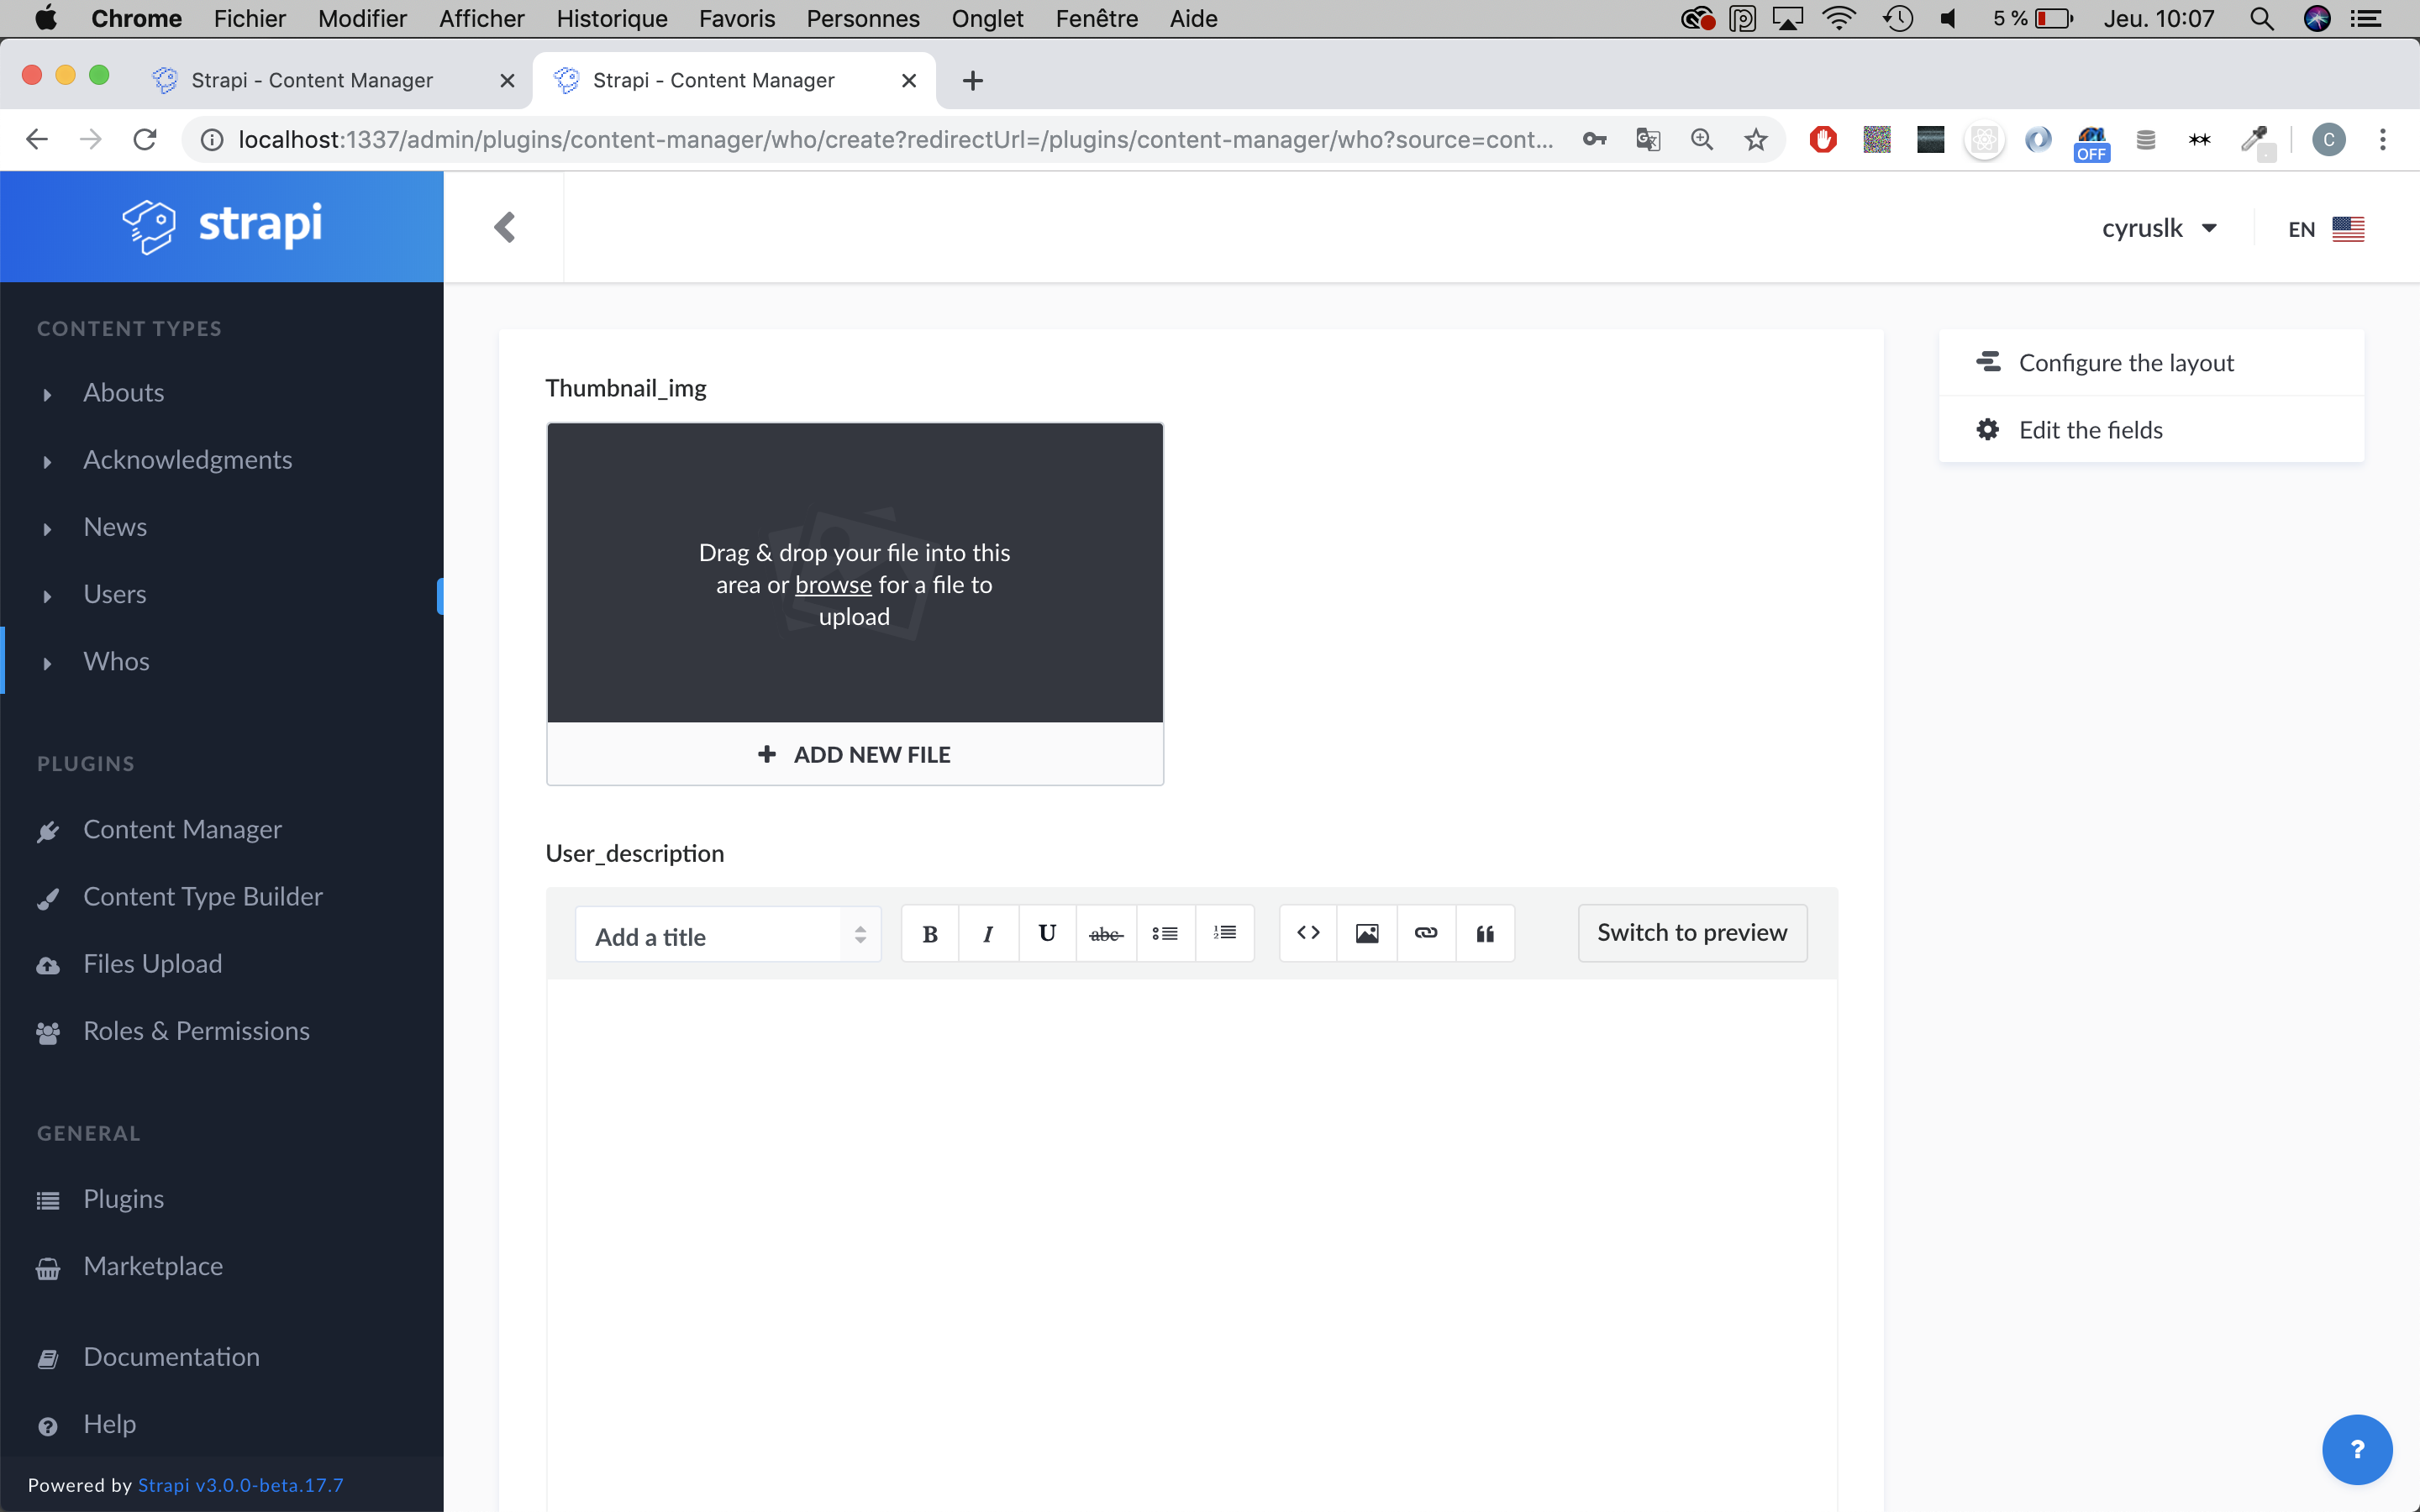 Chrome Fichier Modifier Afficher Historique Favoris Personnes Onglet Fenêtre Aide 5 % Jeu. 10:07
Strapi - Content Manager
Strapi - Content Manager
localhost:1337/admin/plugins/content-manager/who/create?redirectUrl=/plugins/content-manager/who?source=cont...
OFF
C
strapi
cyruslk
EN
CONTENT TYPES
Abouts
Acknowledgments
News
Users
Whos
PLUGINS
Content Manager
Content Type Builder
Files Upload
Roles & Permissions
GENERAL
Plugins
Marketplace
Documentation
Help
Powered by Strapi v3.0.0-beta.17.7
Thumbnail_img
Drag & drop your file into this
area or browse for a file to
upload
+ ADD NEW FILE
User_description
Add a title
B I U abc
Switch to preview
Configure the layout
Edit the fields
?